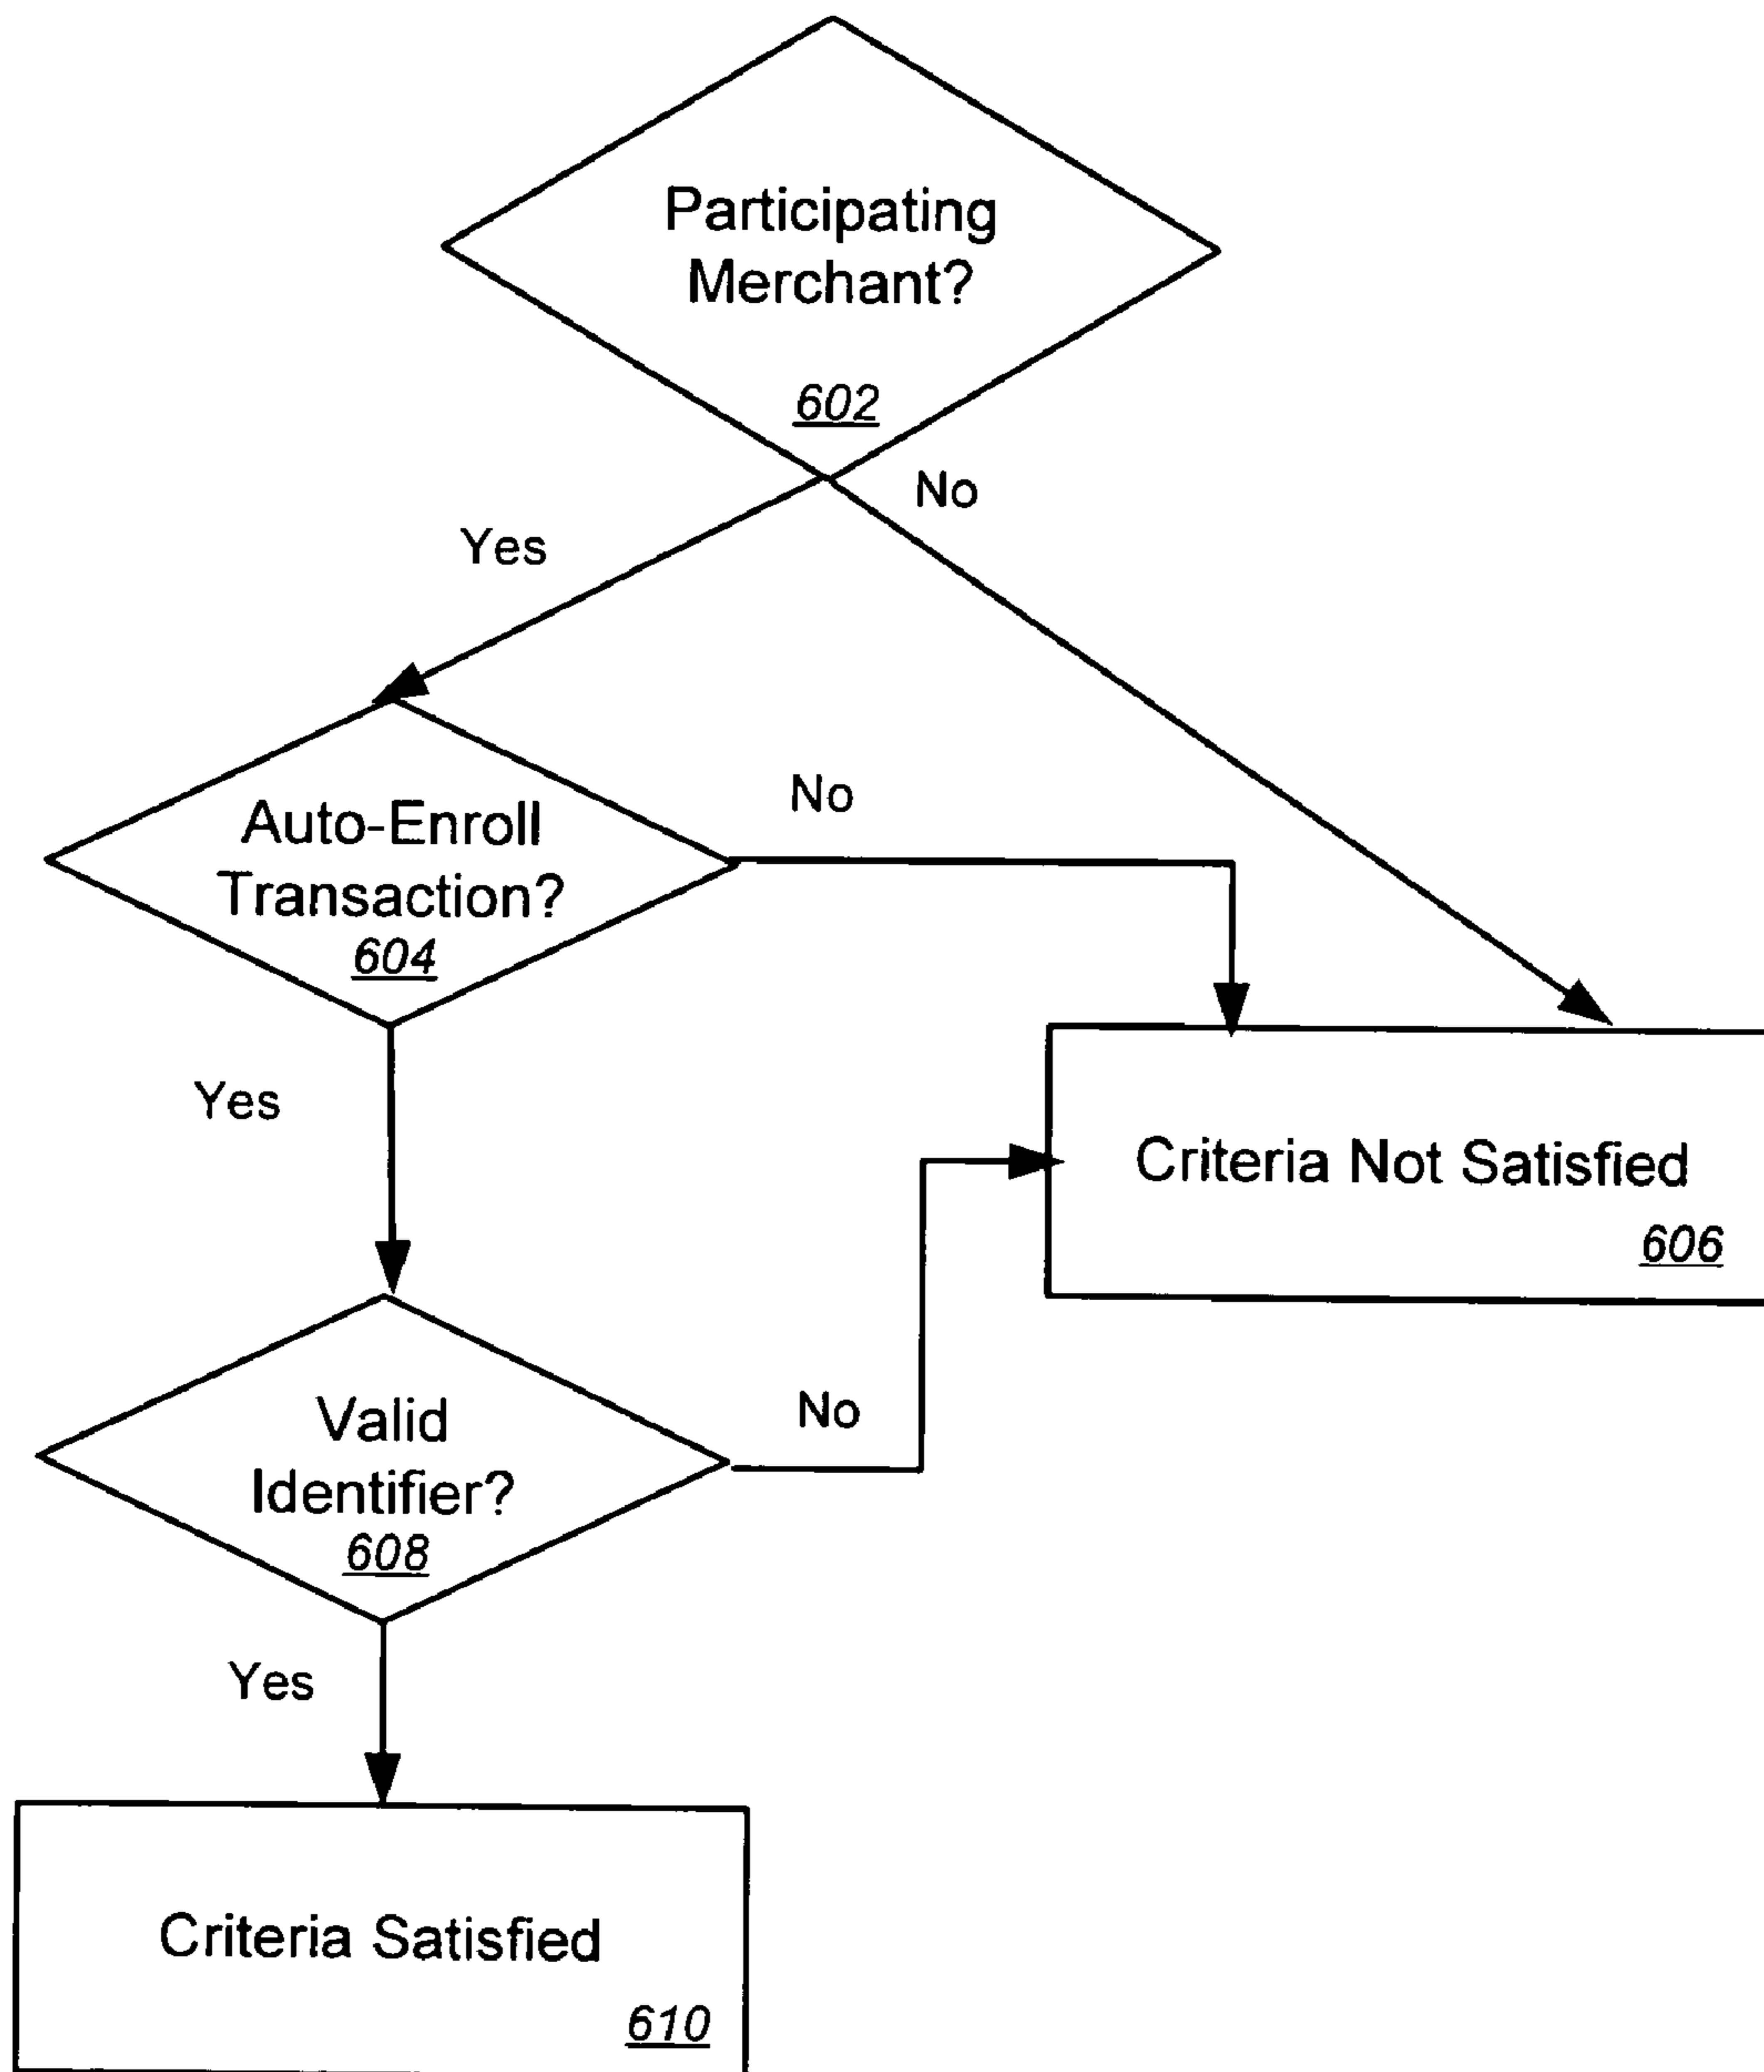 Participating
Merchant?
602
No
Yes
No
Auto-Enroll
Transaction?
604
Yes
Criteria Not Satisfied
606
Valid
Identifier?
608
No
Yes
Criteria Satisfied
610